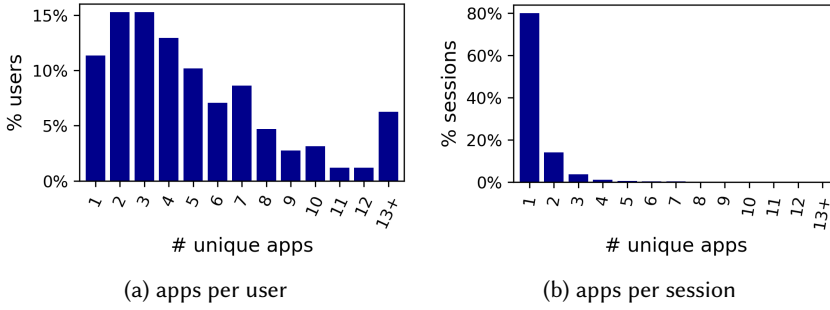 15%
10%
5%
0%
% users
1 2 3 4 5 6 7 8 9 10 11 12 13+
# unique apps
(a) apps per user
80%
60%
40%
20%
0%
% sessions
1 2 3 4 5 6 7 8 9 10 11 12 13+
# unique apps
(b) apps per session